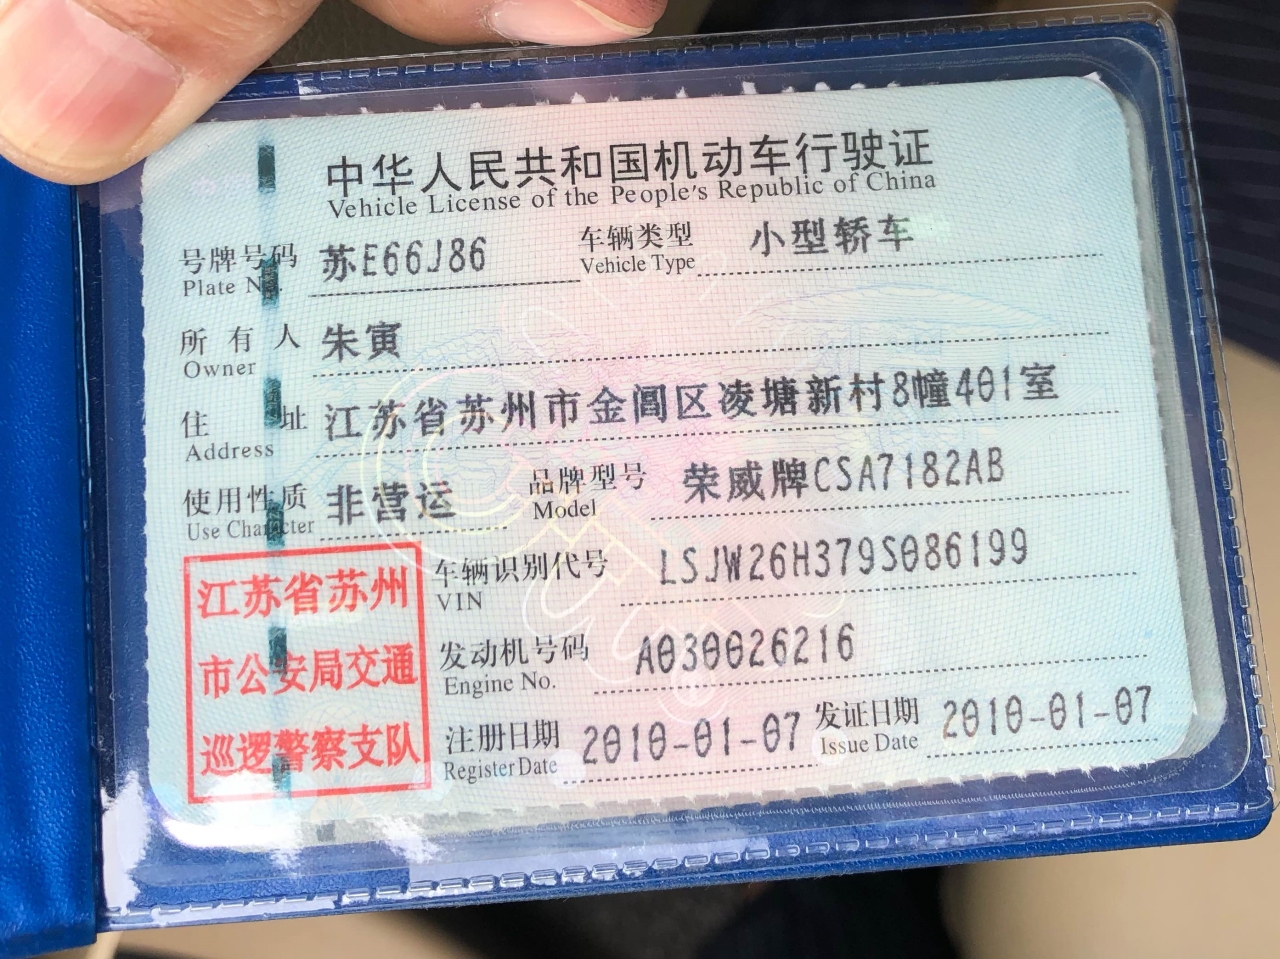 中华人民共和国机动车行驶证
Vehicle License of the People's Republic of China
号牌号码 苏E66J86 车辆类型 小型轿车
Plate No. Vehicle Type
所有人 朱寅
Owner
住址 江苏省苏州市金阊区凌塘新村8幢401室
Address
使用性质 非营运 品牌型号 荣威牌CSA7182AB
Use Character Model
车辆识别代号 LSJW26H379S086199
VIN
发动机号码 A030026216
Engine No.
注册日期 2010-01-07 发证日期 2010-01-07
Register Date Issue Date
江苏省苏州
市公安局交通
巡逻警察支队